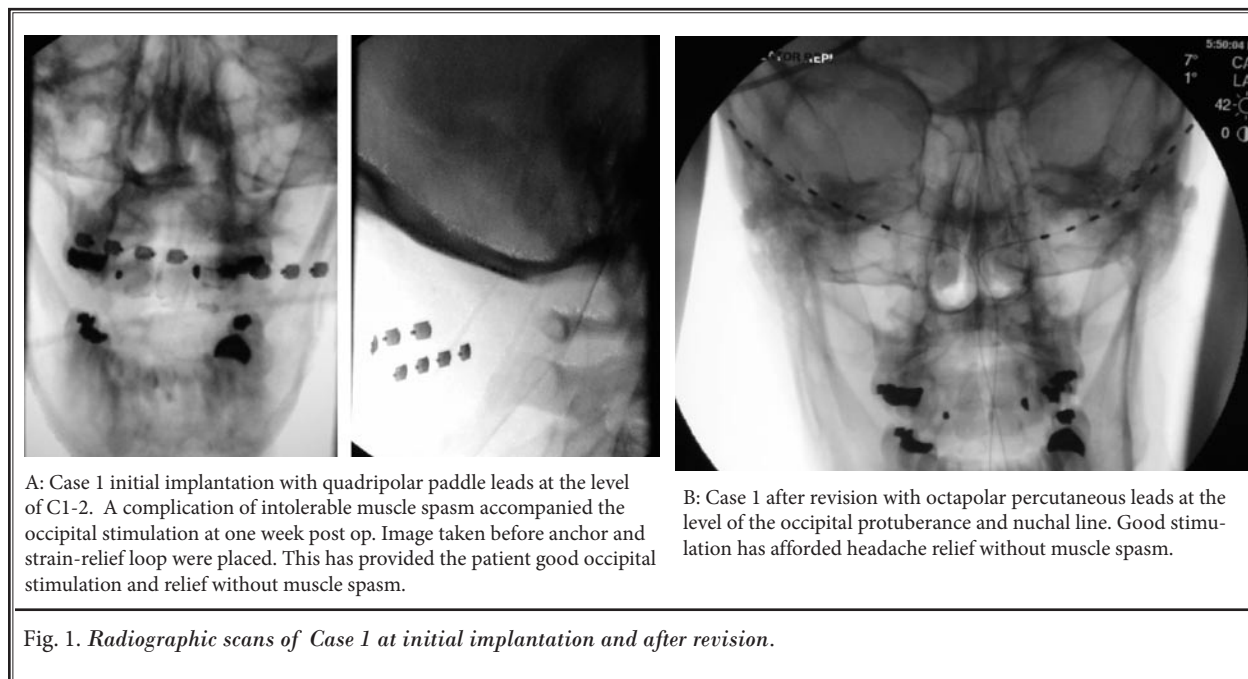 5:50:04
7°
CA
1°
LA
42
0
A: Case 1 initial implantation with quadripolar paddle leads at the level
of C1-2. A complication of intolerable muscle spasm accompanied the
occipital stimulation at one week post op. Image taken before anchor and
strain-relief loop were placed. This has provided the patient good occipital
stimulation and relief without muscle spasm.
B: Case 1 after revision with octapolar percutaneous leads at the
level of the occipital protuberance and nuchal line. Good stimu-
lation has afforded headache relief without muscle spasm.
Fig. 1. Radiographic scans of Case 1 at initial implantation and after revision.